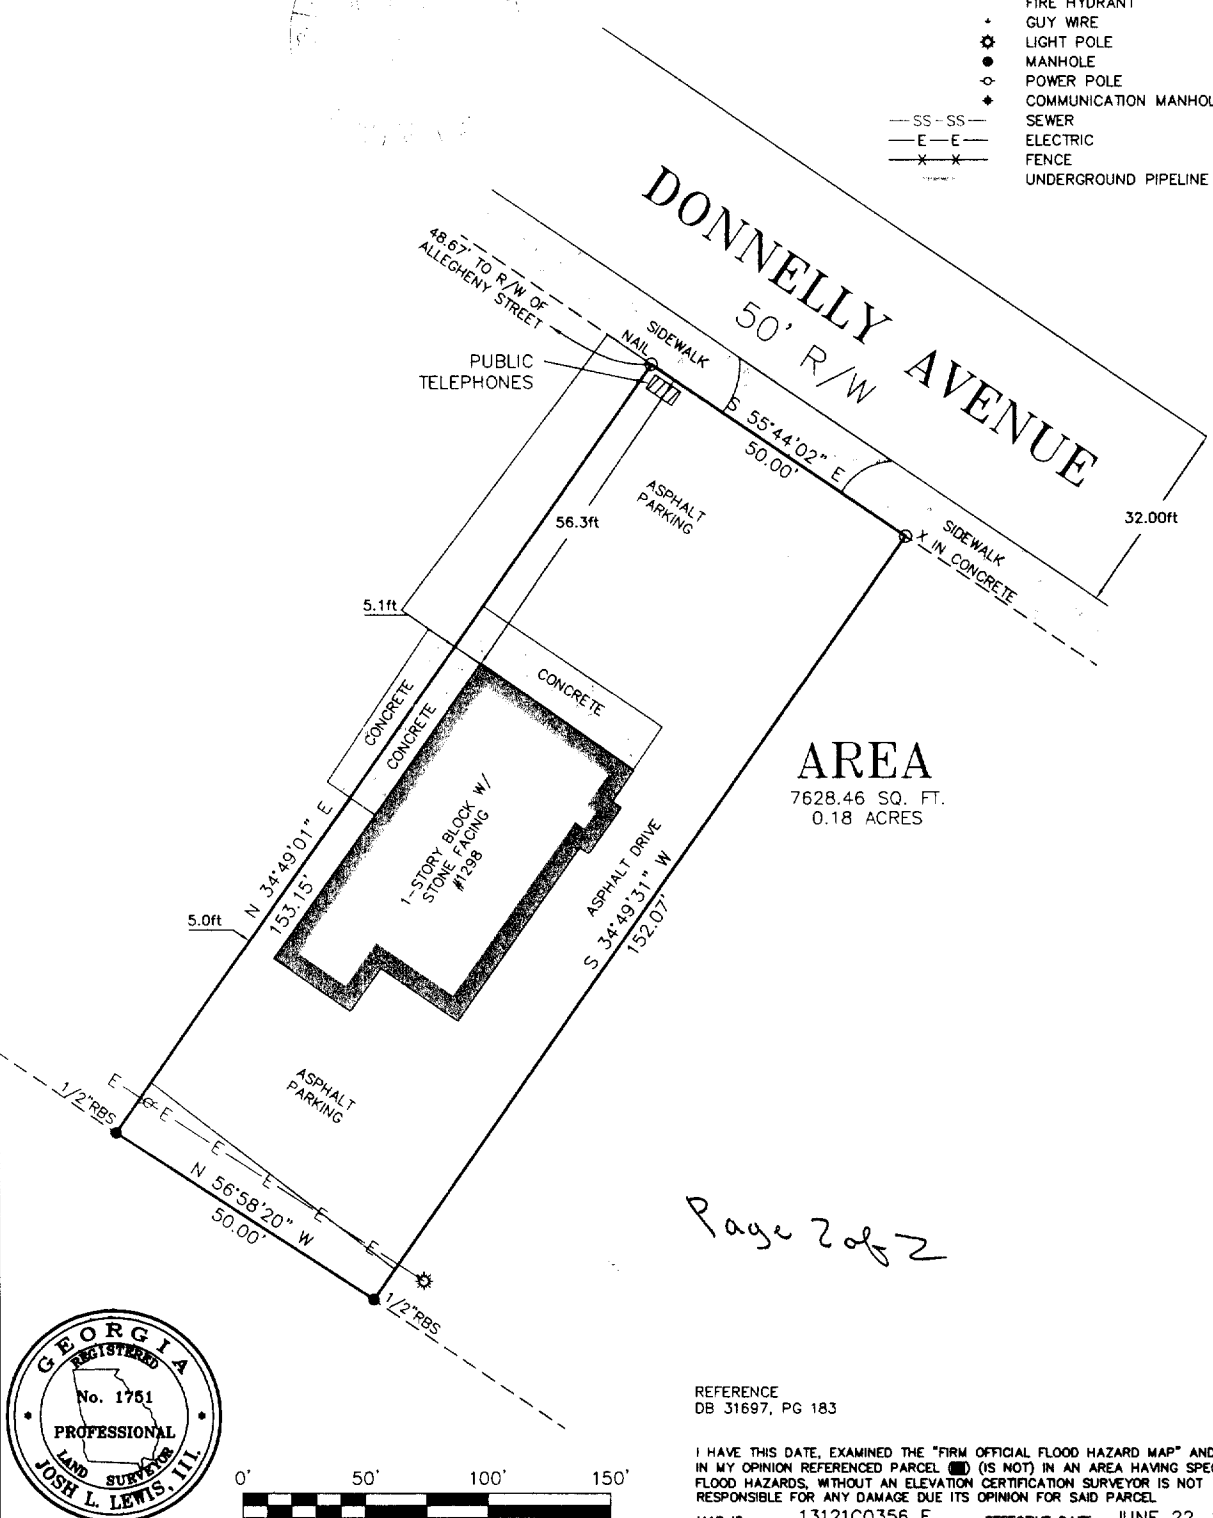 FIRE HYDRANT
GUY WIRE
LIGHT POLE
MANHOLE
POWER POLE
COMMUNICATION MANHOL
—SS-SS— SEWER
—E—E— ELECTRIC
—X—X— FENCE
UNDERGROUND PIPELINE
DONNELLY AVENUE
50' R/W
48.67' TO R/W OF
ALLEGHENY STREET
NAIL
SIDEWALK
PUBLIC
TELEPHONES
S 55°44'02" E
50.00'
ASPHALT
PARKING
56.3ft
32.00ft
SIDEWALK
X IN CONCRETE
5.1ft
CONCRETE
CONCRETE
CONCRETE
AREA
7628.46 SQ. FT.
0.18 ACRES
1-STORY BLOCK W/
STONE FACING
#1298
ASPHALT DRIVE
S 34°49'31" W
152.07'
N 34°49'01" E
153.15'
5.0ft
ASPHALT
PARKING
1/2"RBS
E
E
E
E
E
E
N 56°58'20" W
50.00'
1/2"RBS
Page 2 of 2
GEORGIA
REGISTERED
No. 1751
PROFESSIONAL
LAND SURVEYOR
JOSH L. LEWIS, III.
0' 50' 100' 150'
REFERENCE
DB 31697, PG 183
I HAVE THIS DATE, EXAMINED THE "FIRM OFFICIAL FLOOD HAZARD MAP" AND
IN MY OPINION REFERENCED PARCEL (IS NOT) IN AN AREA HAVING SPEC
FLOOD HAZARDS, WITHOUT AN ELEVATION CERTIFICATION SURVEYOR IS NOT
RESPONSIBLE FOR ANY DAMAGE DUE ITS OPINION FOR SAID PARCEL
13121C0356 E JUNE 22